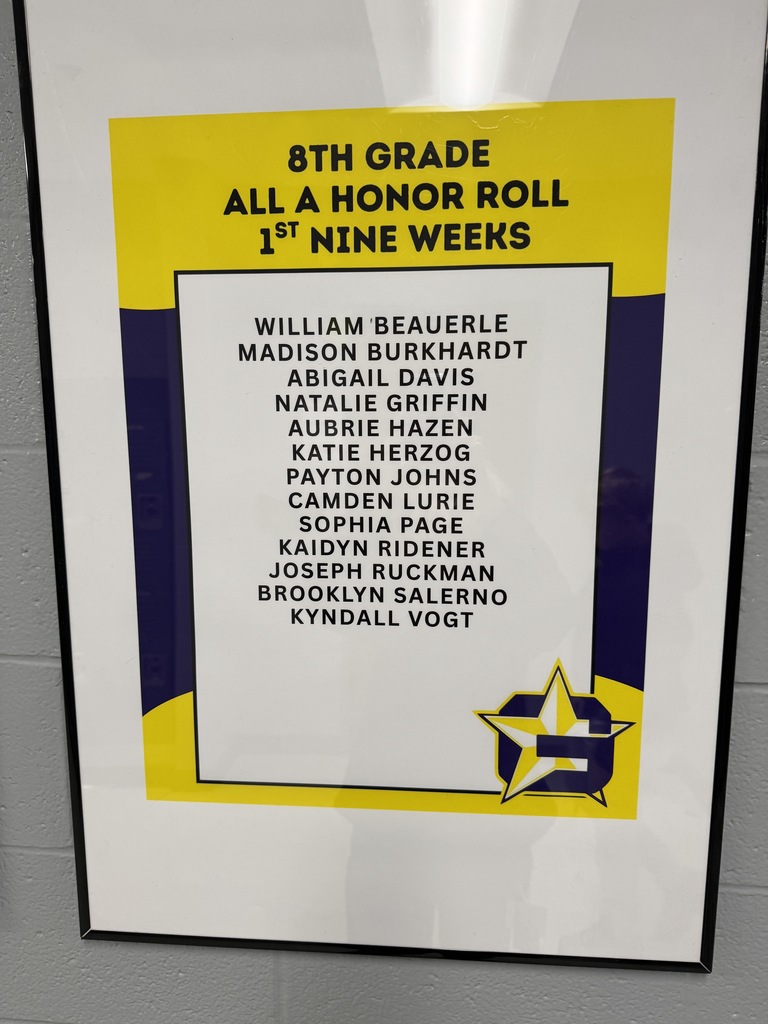 8TH GRADE
ALL A HONOR ROLL
1ST NINE WEEKS
WILLIAM BEAUERLE
MADISON BURKHARDT
ABIGAIL DAVIS
NATALIE GRIFFIN
AUBRIE HAZEN
KATIE HERZOG
PAYTON JOHNS
CAMDEN LURIE
SOPHIA PAGE
KAIDYN RIDENER
JOSEPH RUCKMAN
BROOKLYN SALERNO
KYNDALL VOGT
G